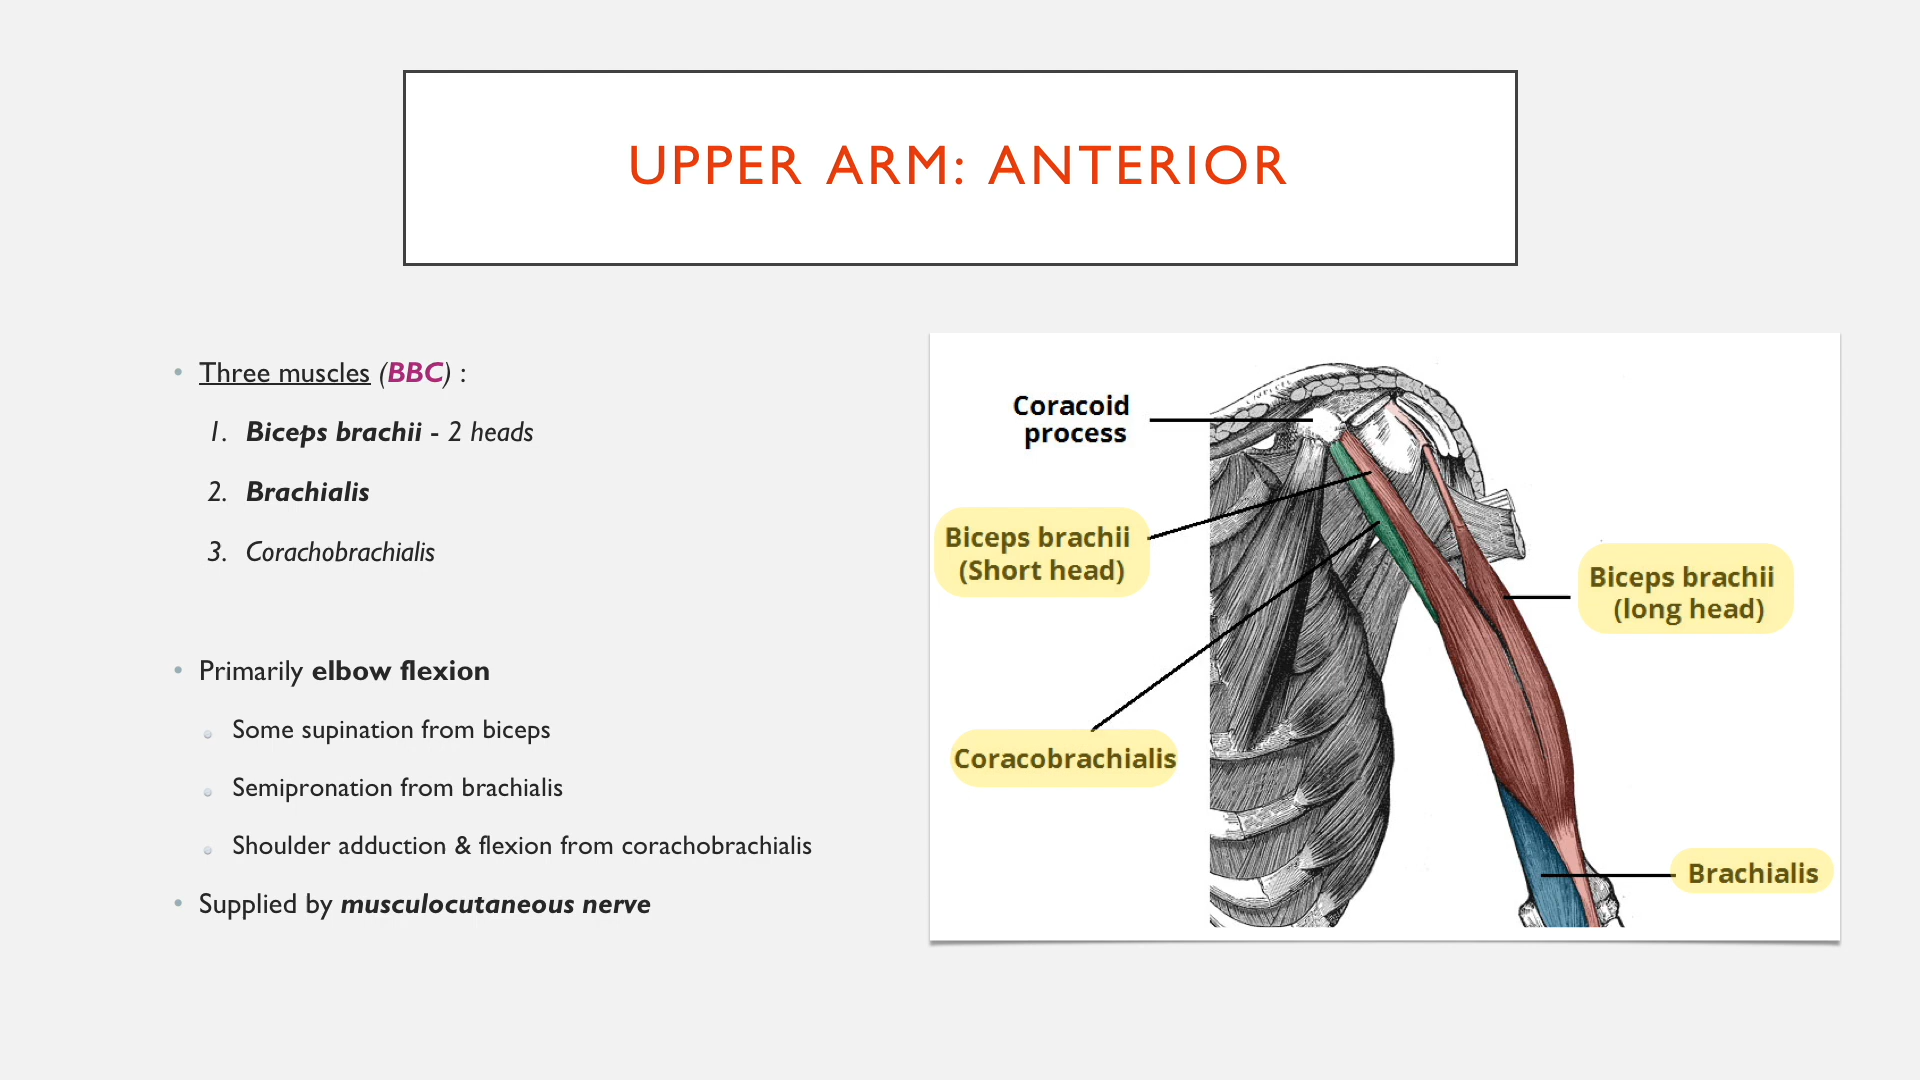 UPPER ARM: ANTERIOR
• Three muscles (BBC) :
1. Biceps brachii - 2 heads
2. Brachialis
3. Corachobrachialis
• Primarily elbow flexion
Some supination from biceps
Semipronation from brachialis
Shoulder adduction & flexion from corachobrachialis
• Supplied by musculocutaneous nerve
Coracoid
process
Biceps brachii
(Short head)
Biceps brachii
(long head)
Coracobrachialis
Brachialis